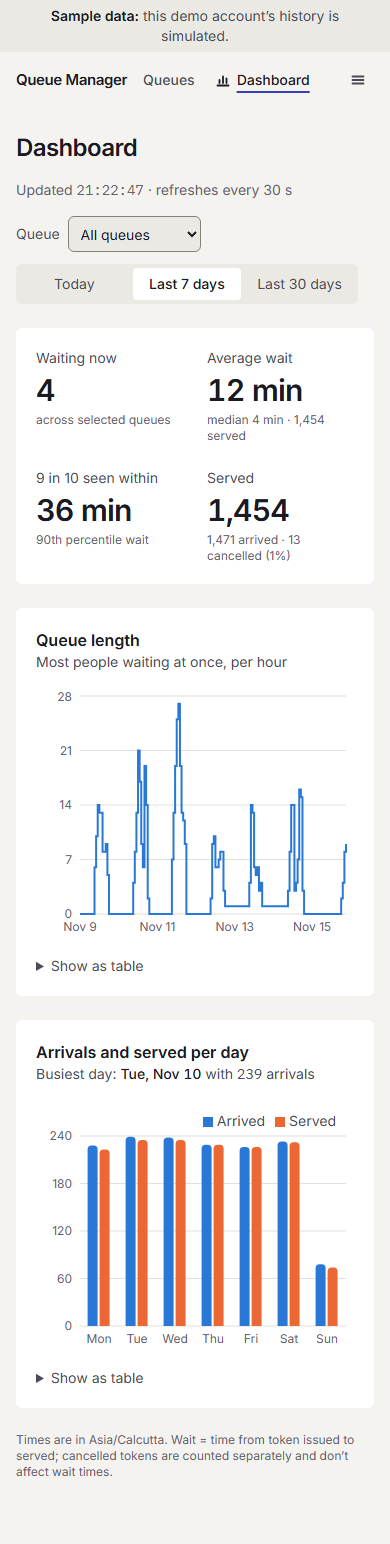 Sample data: this demo account's history is
simulated.
Queue Manager Queues Dashboard
Dashboard
Updated 21:22:47 · refreshes every 30 s
Queue All queues
Today Last 7 days Last 30 days
Waiting now
4
across selected queues
Average wait
12 min
median 4 min · 1,454
served
9 in 10 seen within
36 min
90th percentile wait
Served
1,454
1,471 arrived · 13
cancelled (1%)
Queue length
Most people waiting at once, per hour
28
21
14
7
0
Nov 9 Nov 11 Nov 13 Nov 15
Show as table
Arrivals and served per day
Busiest day: Tue, Nov 10 with 239 arrivals
Arrived Served
240
180
120
60
0
Mon Tue Wed Thu Fri Sat Sun
Show as table
Times are in Asia/Calcutta. Wait = time from token issued to
served; cancelled tokens are counted separately and don't
affect wait times.